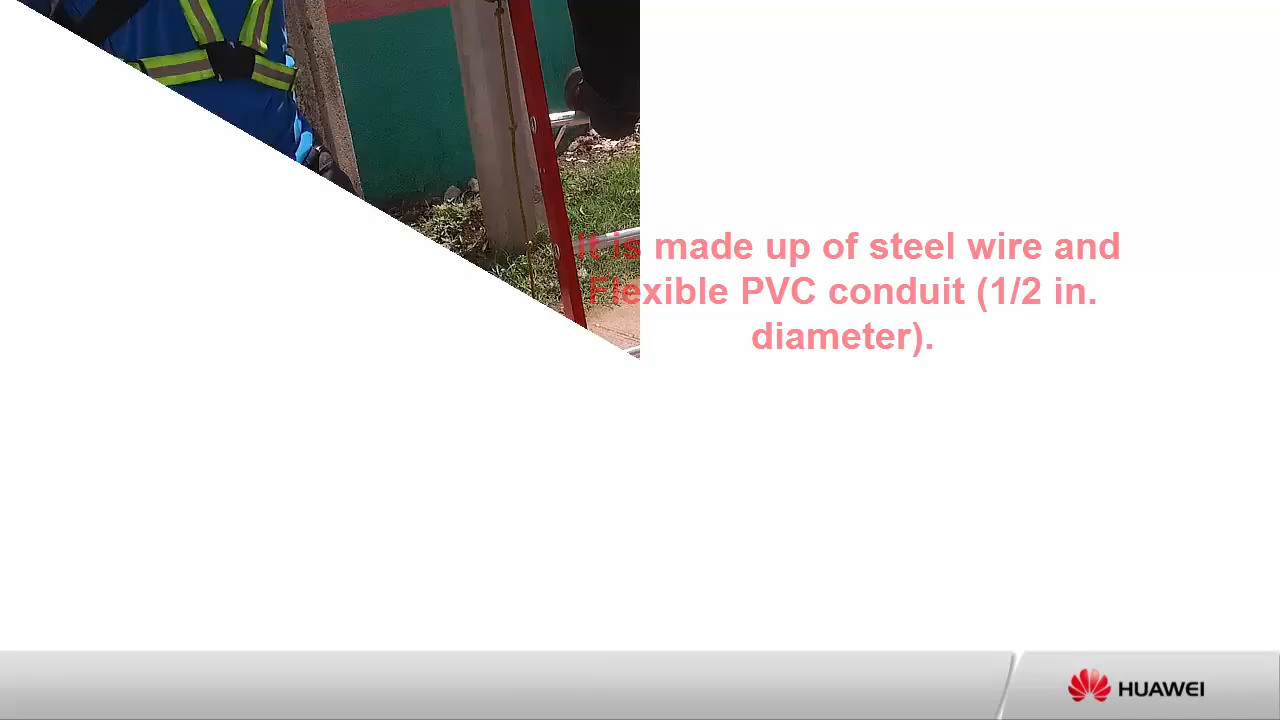 It is made up of steel wire and
Flexible PVC conduit (1/2 in.
diameter).
HUAWEI